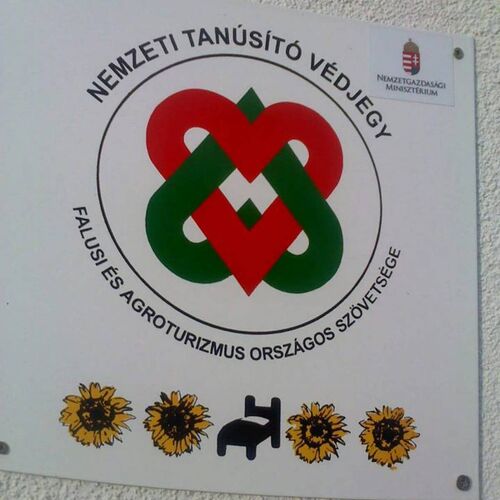 NEMZETI TANÚSÍTÓ VÉDJEGY
NEMZETGAZDASÁGI
MINISZTÉRIUM
FALUSI ÉS AGROTURIZMUS ORSZÁGOS SZÖVETSÉGE